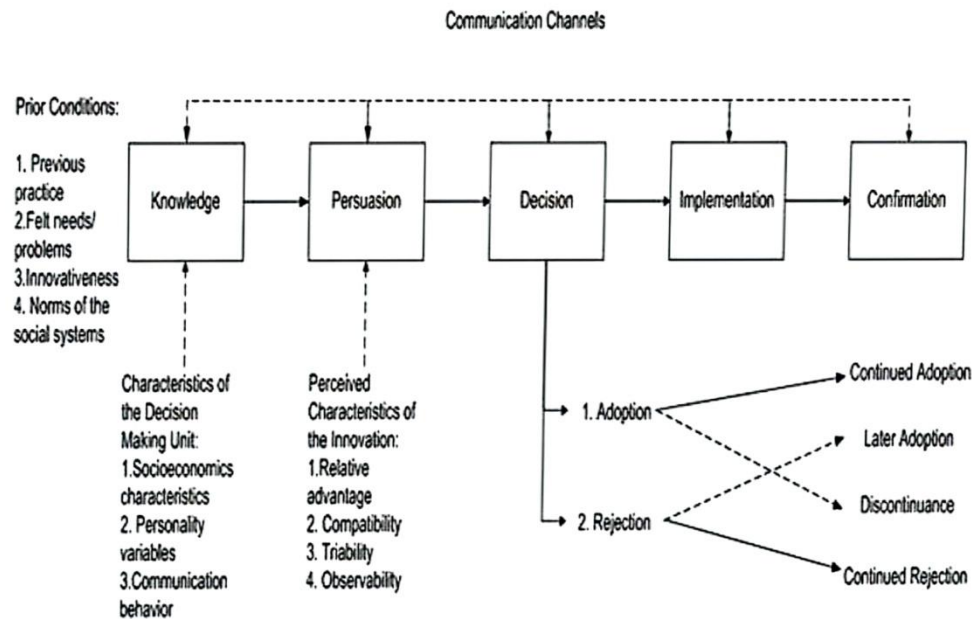 Communication Channels
Prior Conditions:
1. Previous
practice
2.Felt needs/
problems
3.Innovativeness
4. Norms of the
social systems
Knowledge
Persuasion
Decision
Implementation
Confirmation
Characteristics of
the Decision
Making Unit:
1.Socioeconomics
characteristics
2. Personality
variables
3.Communication
behavior
Perceived
Characteristics of
the Innovation:
1.Relative
advantage
2. Compatibility
3. Triability
4. Observability
1. Adoption
2. Rejection
Continued Adoption
Later Adoption
Discontinuance
Continued Rejection